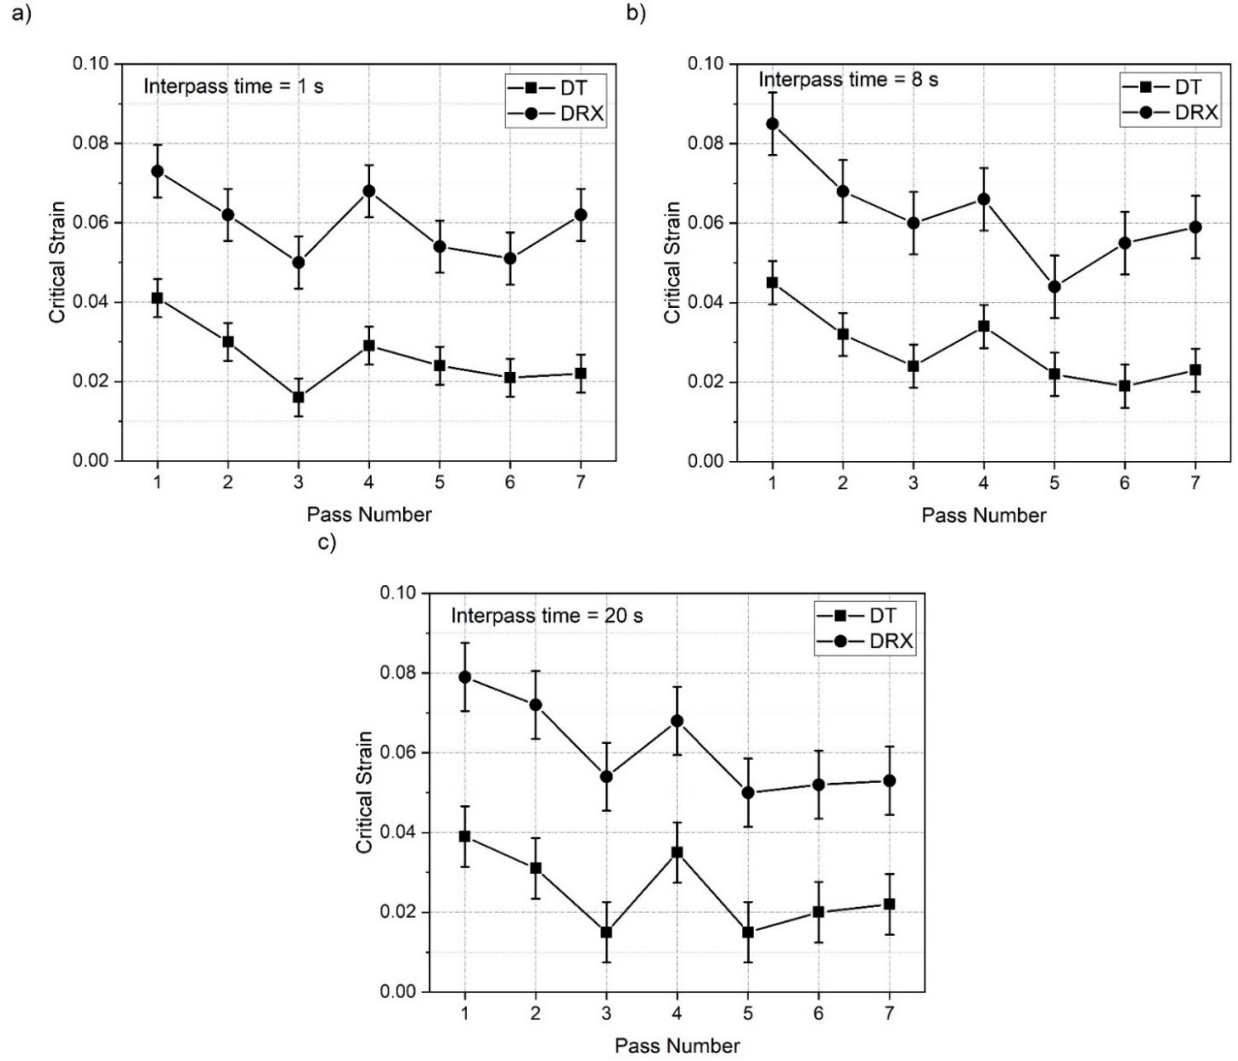 a)
Interpass time = 1 s
DT
DRX
0.10
0.08
0.06
0.04
0.02
0.00
Critical Strain
1 2 3 4 5 6 7
Pass Number
b)
Interpass time = 8 s
DT
DRX
0.10
0.08
0.06
0.04
0.02
0.00
Critical Strain
1 2 3 4 5 6 7
Pass Number
c)
Interpass time = 20 s
DT
DRX
0.10
0.08
0.06
0.04
0.02
0.00
Critical Strain
1 2 3 4 5 6 7
Pass Number